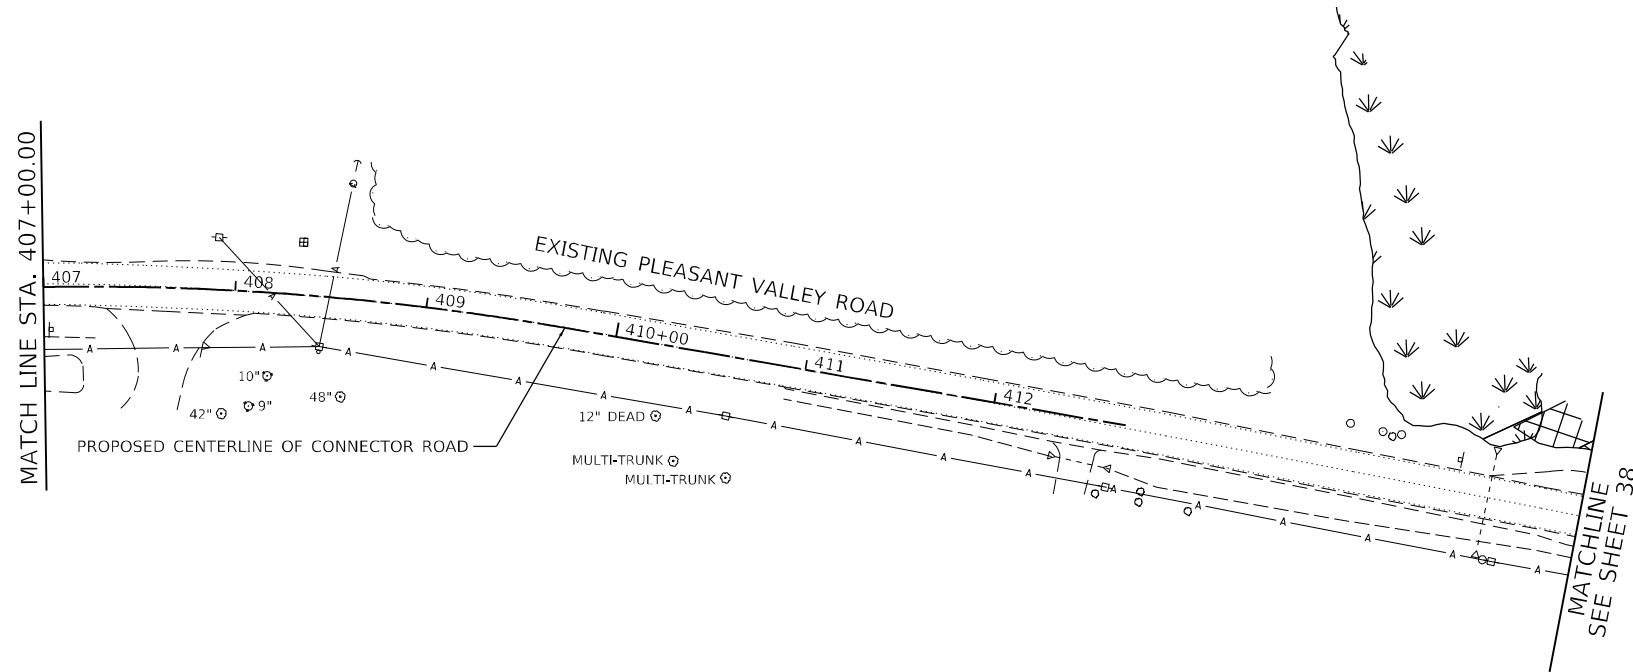 MATCH LINE STA. 407+00.00
407
408
409
EXISTING PLEASANT VALLEY ROAD
410+00
411
412
A A A A A A A A A A A A A A A A A A
10"
9"
42"
48"
12" DEAD
PROPOSED CENTERLINE OF CONNECTOR ROAD
MULTI-TRUNK
MULTI-TRUNK
MATCHLINE
SEE SHEET 38